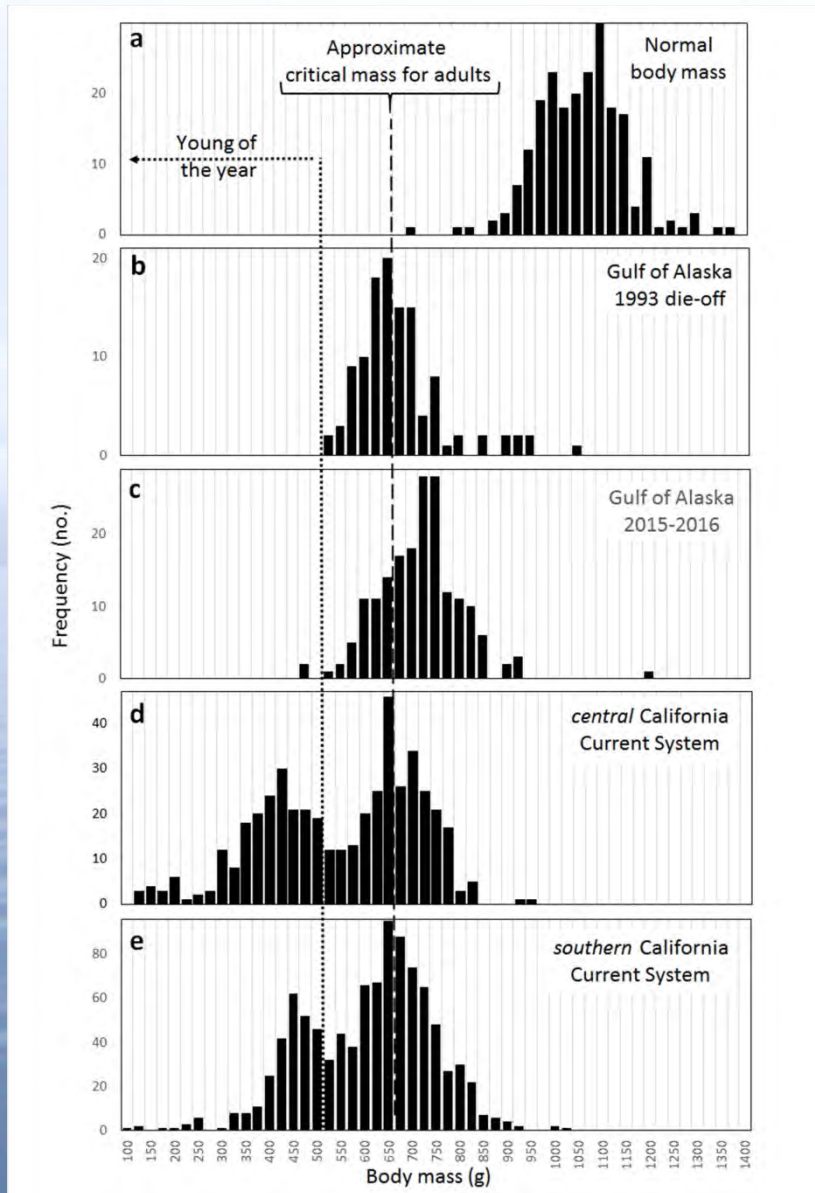 a
Approximate
critical mass for adults
Normal
body mass
Young of
the year
20
10
0
b
Gulf of Alaska
1993 die-off
20
10
0
c
Gulf of Alaska
2015-2016
20
10
0
Frequency (no.)
d
central California
Current System
40
30
20
10
0
e
southern California
Current System
80
60
40
20
0
100 150 200 250 300 350 400 450 500 550 600 650 700 750 800 850 900 950 1000 1050 1100 1150 1200 1250 1300 1350 1400
Body mass (g)